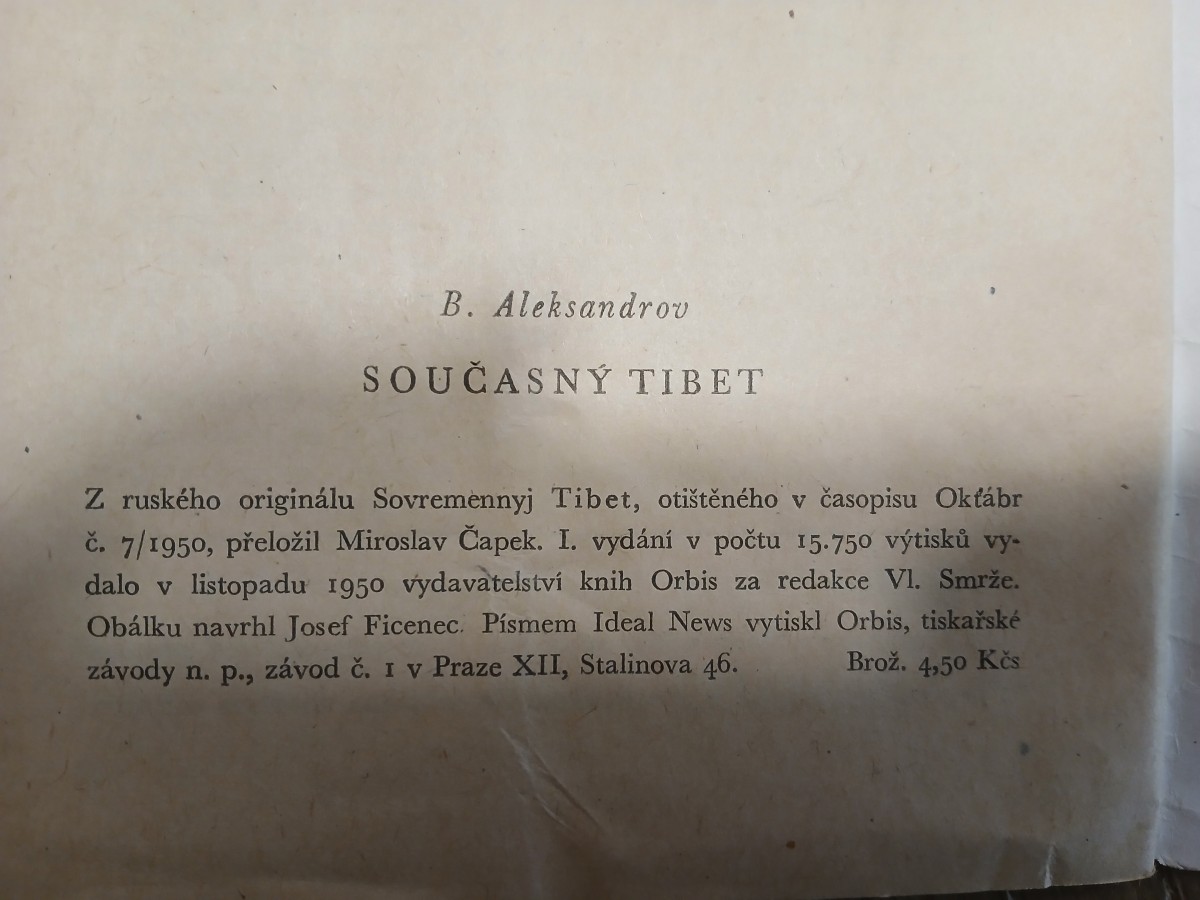 B. Aleksandrov
SOUČASNÝ TIBET
Z ruského originálu Sovremennyj Tibet, otištěného v časopisu Okťábr
č. 7/1950, přeložil Miroslav Čapek. I. vydání v počtu 15.750 výtisků vy-
dalo v listopadu 1950 vydavatelství knih Orbis za redakce Vl. Smrže.
Obálku navrhl Josef Ficenec. Písmem Ideal News vytiskl Orbis, tiskařské
závody n. p., závod č. 1 v Praze XII, Stalinova 46. Brož. 4,50 Kčs